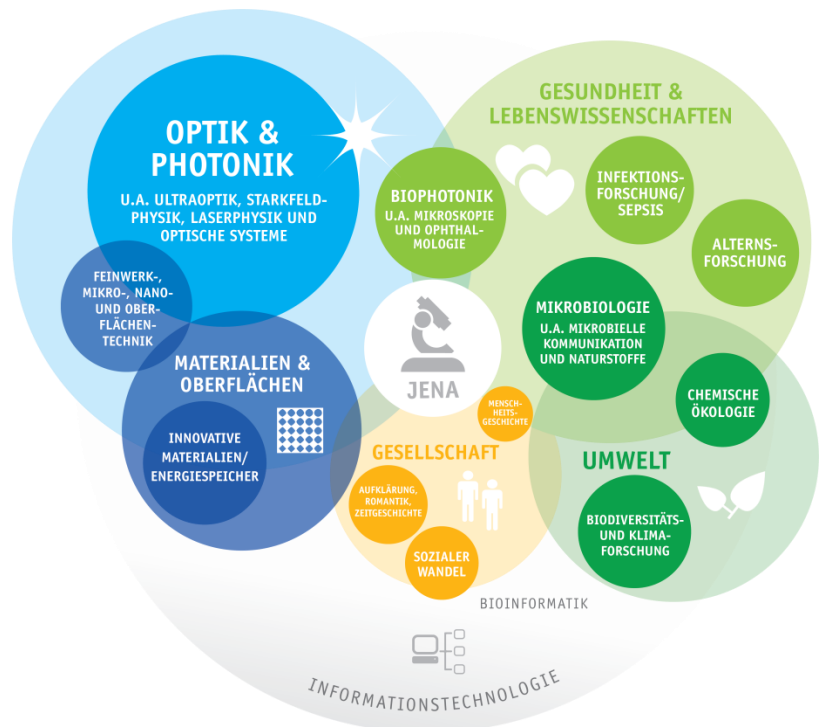 OPTIK &
PHOTONIK
U.A. ULTRAOPTIK, STARKFELD-
PHYSIK, LASERPHYSIK UND
OPTISCHE SYSTEME
GESUNDHEIT &
LEBENSWISSENSCHAFTEN
BIOPHOTONIK
U.A. MIKROSKOPIE
UND OPHTHAL-
MOLOGIE
INFEKTIONS-
FORSCHUNG/
SEPSIS
ALTERNS-
FORSCHUNG
FEINWERK-,
MIKRO-, NANO-
UND OBER-
FLÄCHEN-
TECHNIK
MIKROBIOLOGIE
U.A. MIKROBIELLE
KOMMUNIKATION
UND NATURSTOFFE
MATERIALIEN &
OBERFLÄCHEN
JENA
CHEMISCHE
ÖKOLOGIE
MENSCH-
HEITS-
GESCHICHTE
INNOVATIVE
MATERIALIEN/
ENERGIESPEICHER
GESELLSCHAFT
UMWELT
AUFKLÄRUNG,
ROMANTIK,
ZEITGESCHICHTE
BIODIVERSITÄTS-
UND KLIMA-
FORSCHUNG
SOZIALER
WANDEL
BIOINFORMATIK
INFORMATIONSTECHNOLOGIE